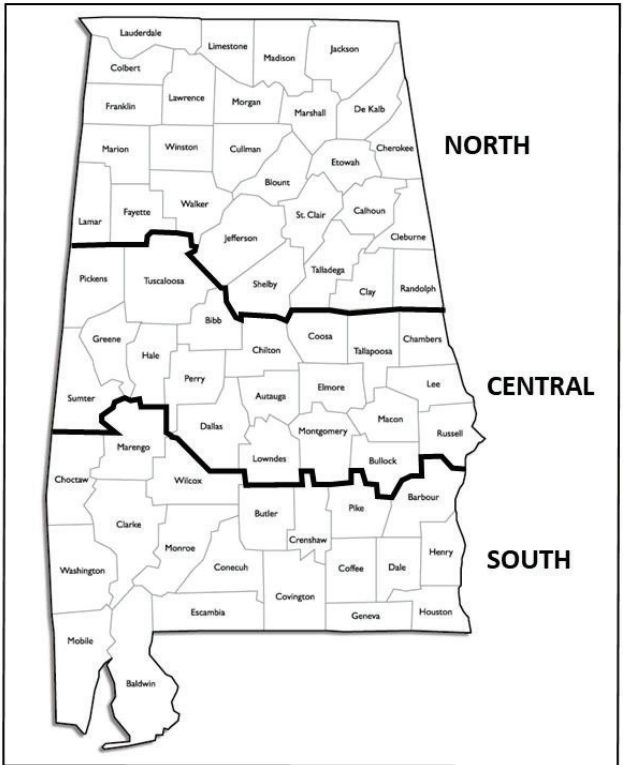 Lauderdale
Limestone
Madison
Jackson
Colbert
Franklin
Lawrence
Morgan
Marshall
De Kalb
NORTH
Marion
Winston
Cullman
Etowah
Cherokee
Blount
Lamar
Fayette
Walker
Jefferson
St. Clair
Calhoun
Cleburne
Pickens
Tuscaloosa
Shelby
Talladega
Clay
Randolph
Bibb
Greene
Hale
Chilton
Coosa
Tallapoosa
Chambers
Sumter
Perry
Autauga
Elmore
Lee
CENTRAL
Dallas
Montgomery
Macon
Russell
Marengo
Lowndes
Bullock
Choctaw
Wilcox
Clarke
Butler
Crenshaw
Pike
Barbour
Washington
Monroe
Conecuh
Coffee
Dale
Henry
SOUTH
Escambia
Covington
Geneva
Houston
Mobile
Baldwin